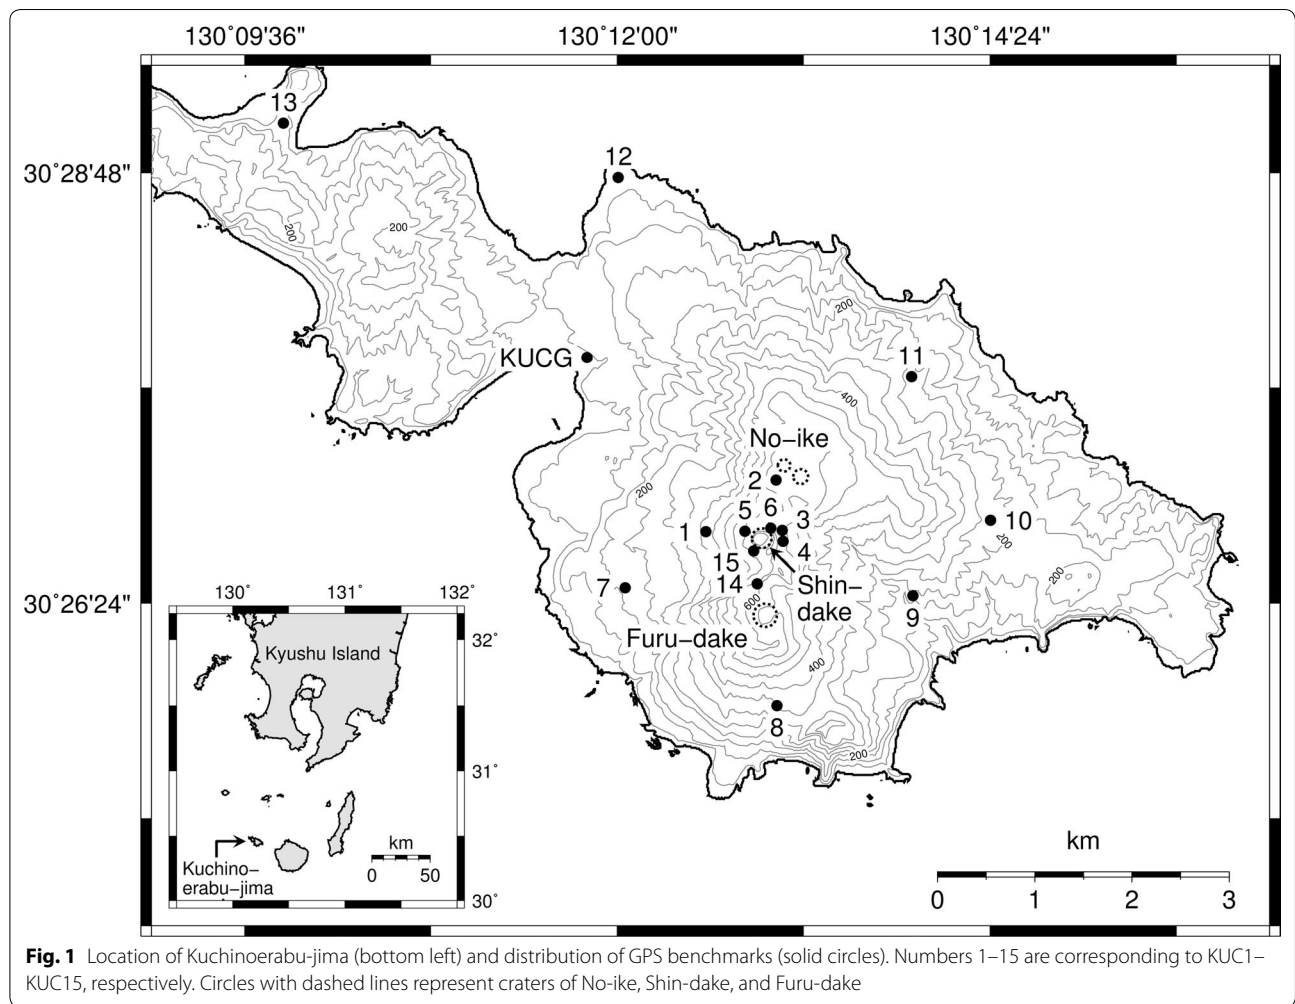 130˚09'36" 130˚12'00" 130˚14'24"
13
12
30˚28'48"
200
200
200
KUCG
11
400
No−ike
2
200
5 6 3
1
10
200
15 4
14
Shin−
dake
200
7
600
30˚26'24"
9
Furu−dake
400
8
200
130˚ 131˚ 132˚
32˚
Kyushu Island
31˚
km
0 50
Kuchino−
erabu−jima
30˚
km
0 1 2 3
Fig. 1 Location of Kuchinoerabu-jima (bottom left) and distribution of GPS benchmarks (solid circles). Numbers 1–15 are corresponding to KUC1–
KUC15, respectively. Circles with dashed lines represent craters of No-ike, Shin-dake, and Furu-dake